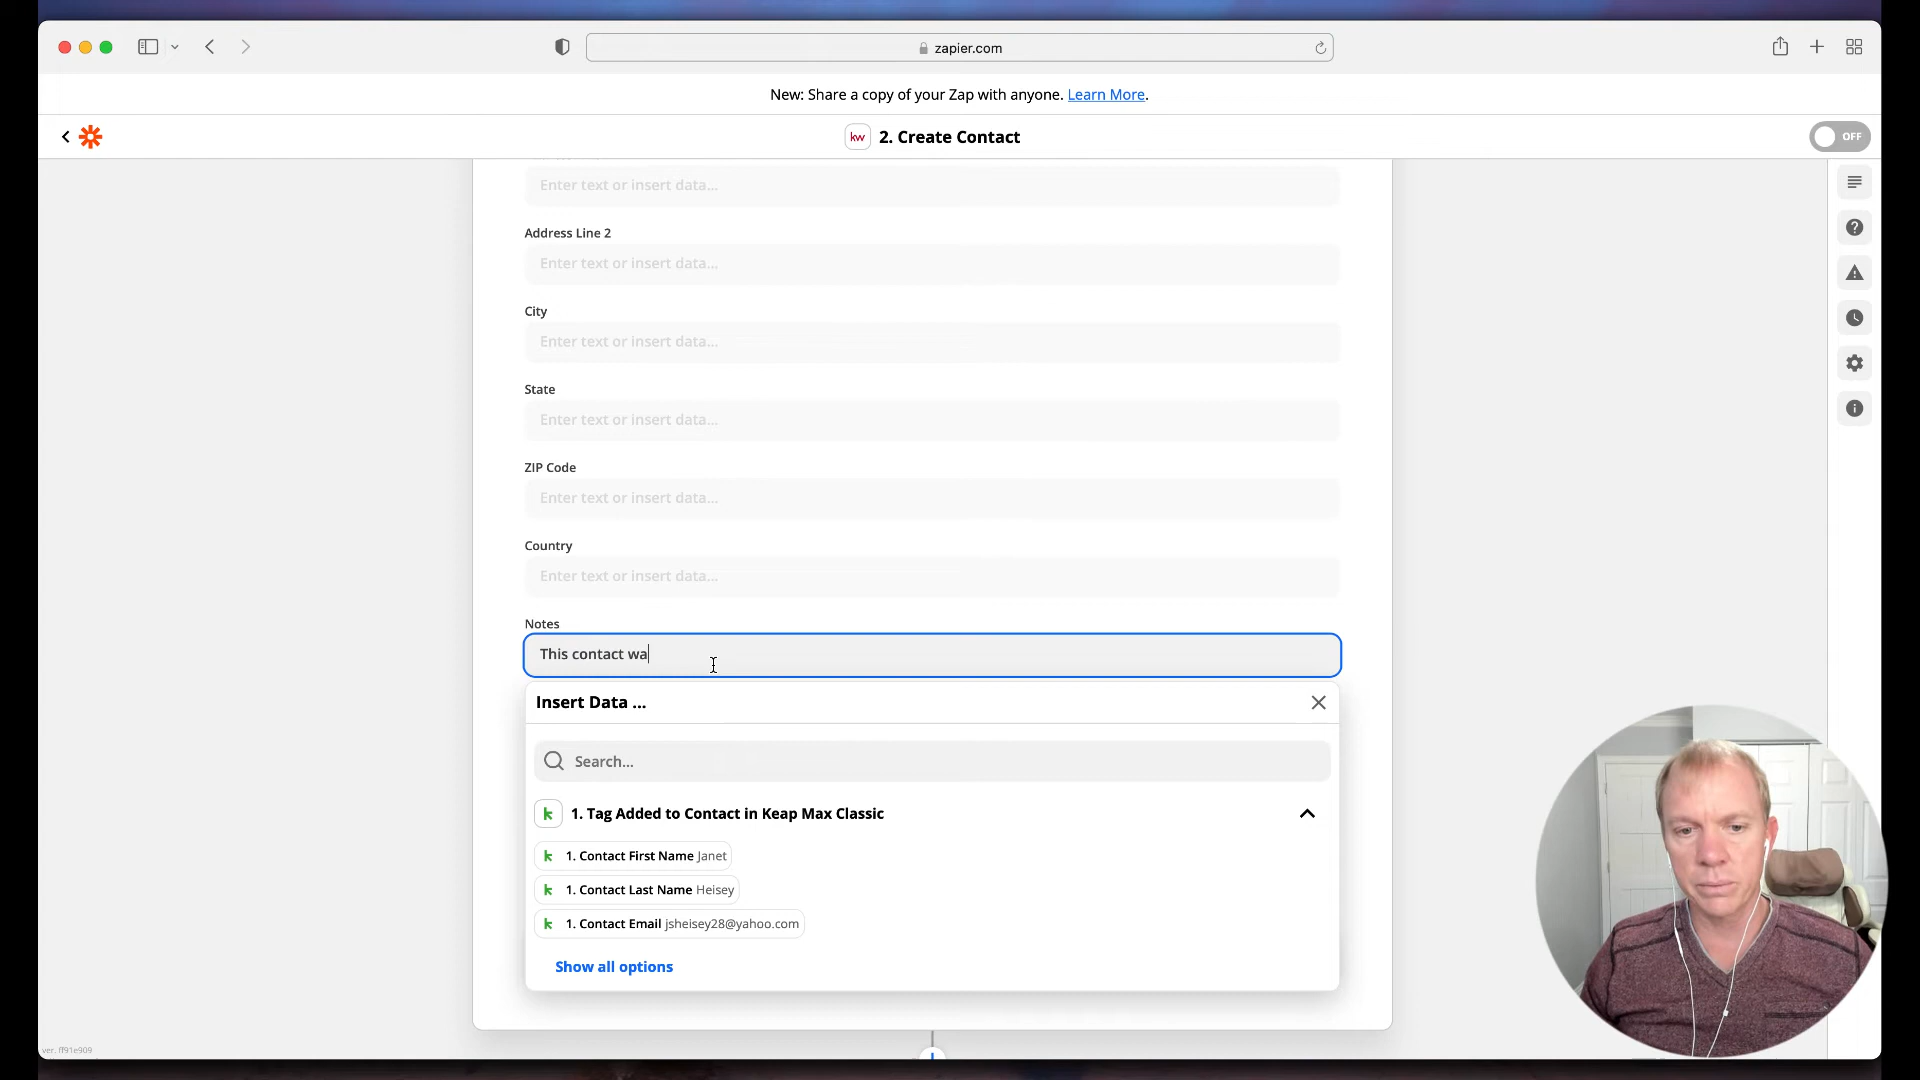 zapier.com
New: Share a copy of your Zap with anyone. Learn More.
kw 2. Create Contact
OFF
Enter text or insert data...
Address Line 2
Enter text or insert data...
City
Enter text or insert data...
State
Enter text or insert data...
ZIP Code
Enter text or insert data...
Country
Enter text or insert data...
Notes
This contact wa
Insert Data ...
Search...
k 1. Tag Added to Contact in Keap Max Classic
k 1. Contact First Name Janet
k 1. Contact Last Name Heisey
k 1. Contact Email jsheisey28@yahoo.com
Show all options